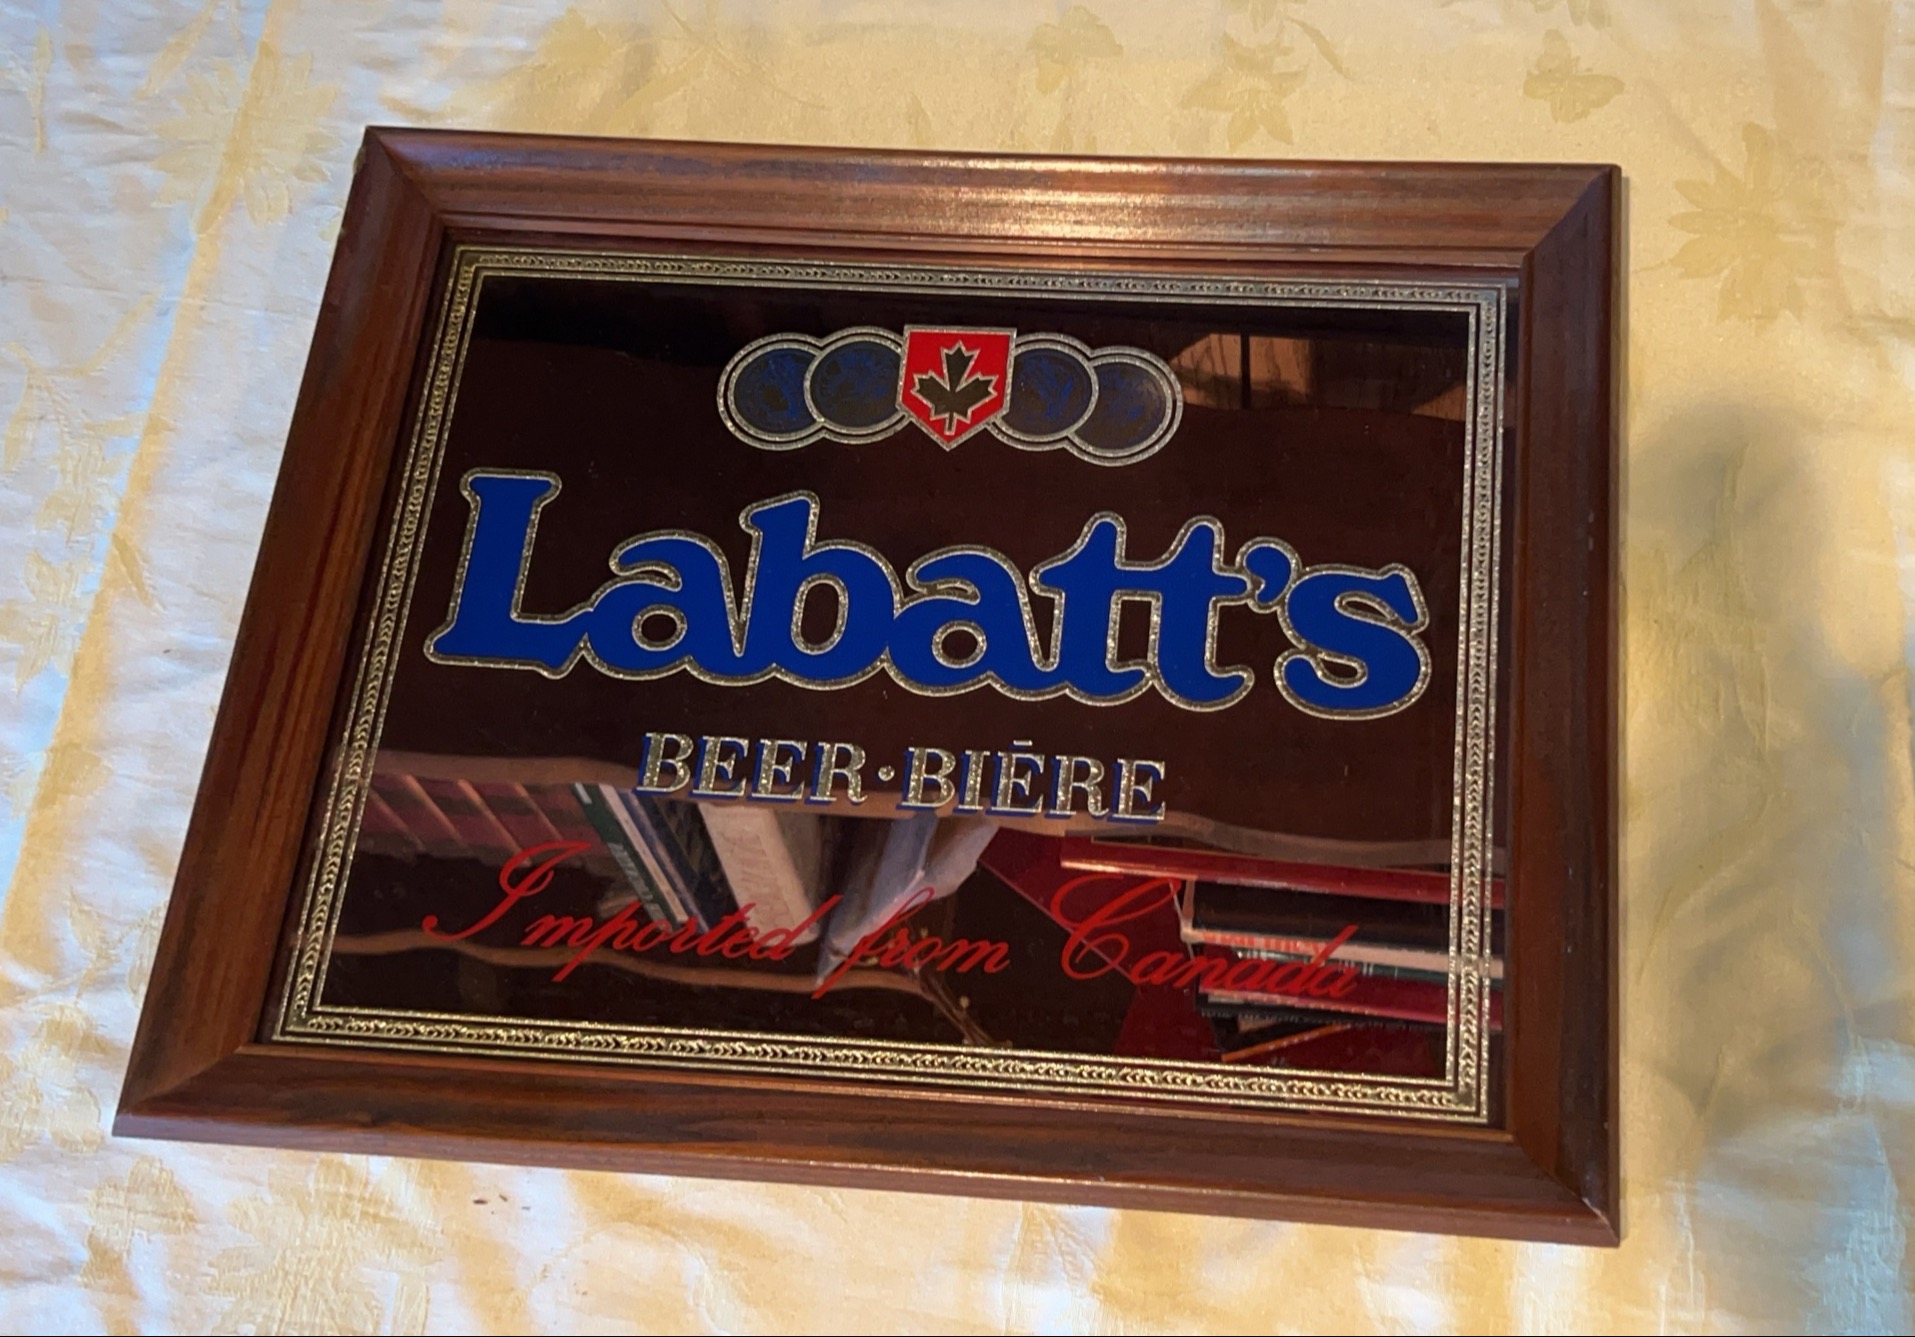 Labatt's
BEER·BIÈRE
Imported from Canada